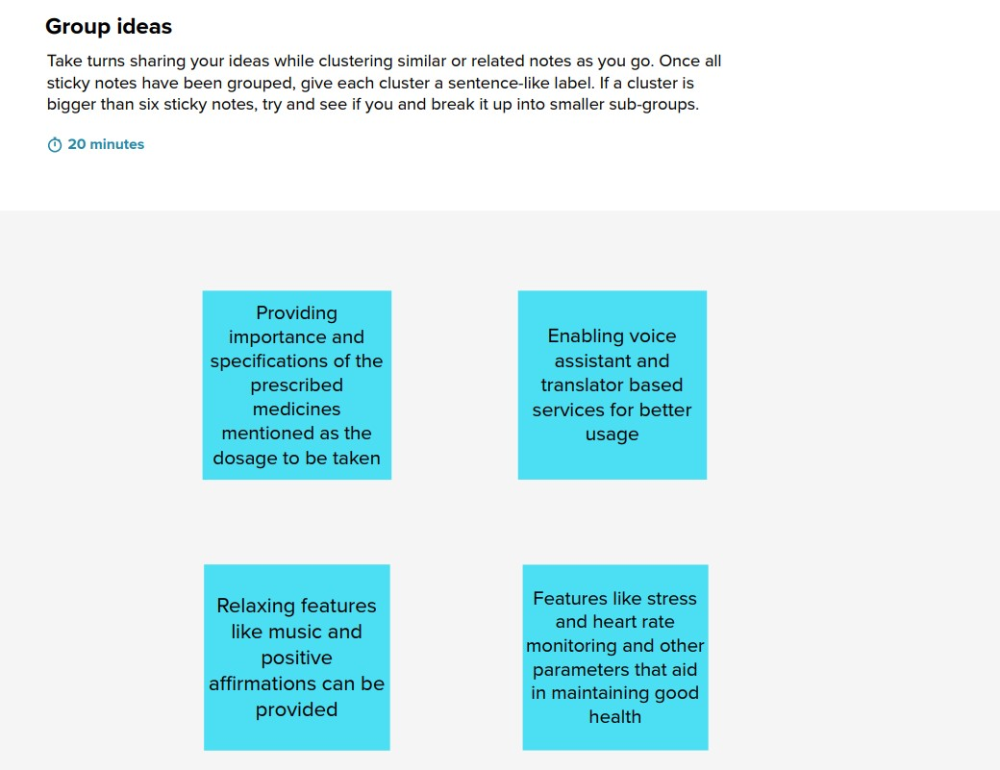 Group ideas
Take turns sharing your ideas while clustering similar or related notes as you go. Once all
sticky notes have been grouped, give each cluster a sentence-like label. If a cluster is
bigger than six sticky notes, try and see if you and break it up into smaller sub-groups.
20 minutes
Providing
importance and
specifications of the
prescribed
medicines
mentioned as the
dosage to be taken
Enabling voice
assistant and
translator based
services for better
usage
Relaxing features
like music and
positive
affirmations can be
provided
Features like stress
and heart rate
monitoring and other
parameters that aid
in maintaining good
health